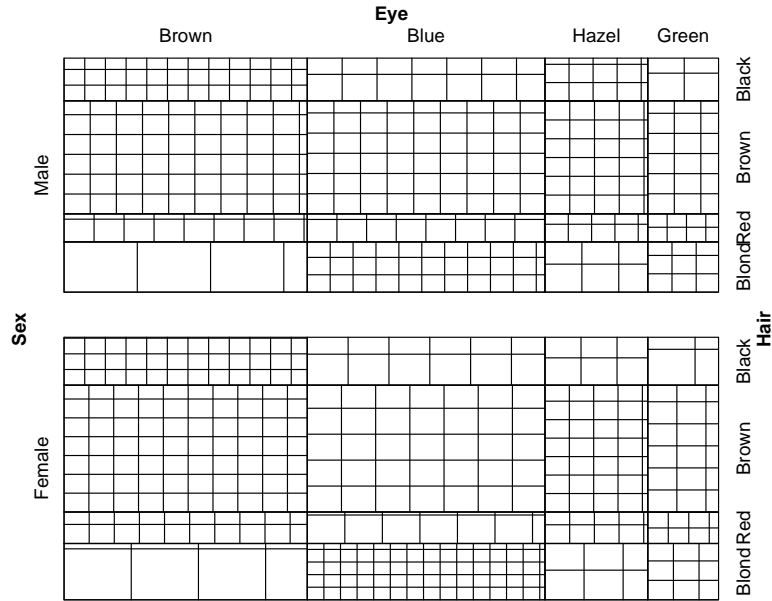 Eye
Brown Blue Hazel Green
Sex
Male
Female
Hair
Black
Brown
Red
Blond
Black
Brown
Red
Blond